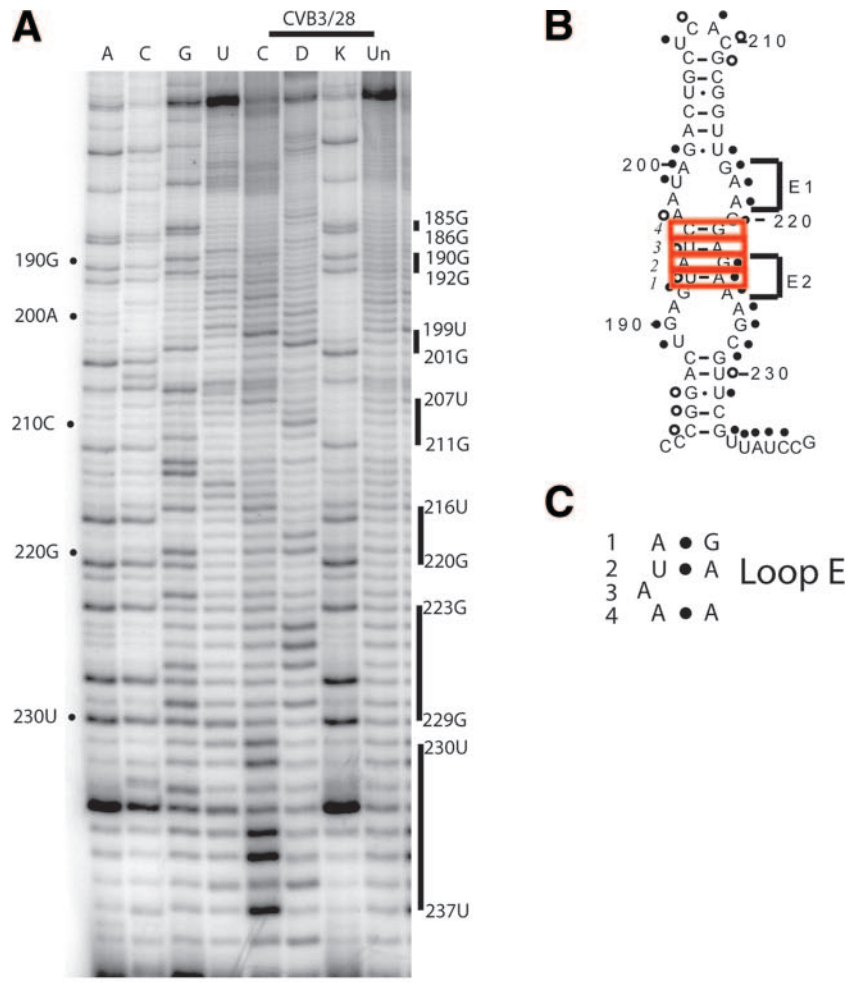 A
CVB3/28
A C G U C D K Un
190G
200A
210C
220G
230U
185G
186G
190G
192G
199U
201G
207U
211G
216U
220G
223G
229G
230U
237U
B
C A
U C 210
C G
G C
U G
C G
A U
200 G U
A G
U A E1
A A
A G 220
4 C G
3 U A
2 A G E2
1 U A
G A
A A
190 G G
U C
C G
A U 230
G U
G C
C C C G U U A U C C G
C
1 A G
2 U A Loop E
3 A
4 A A